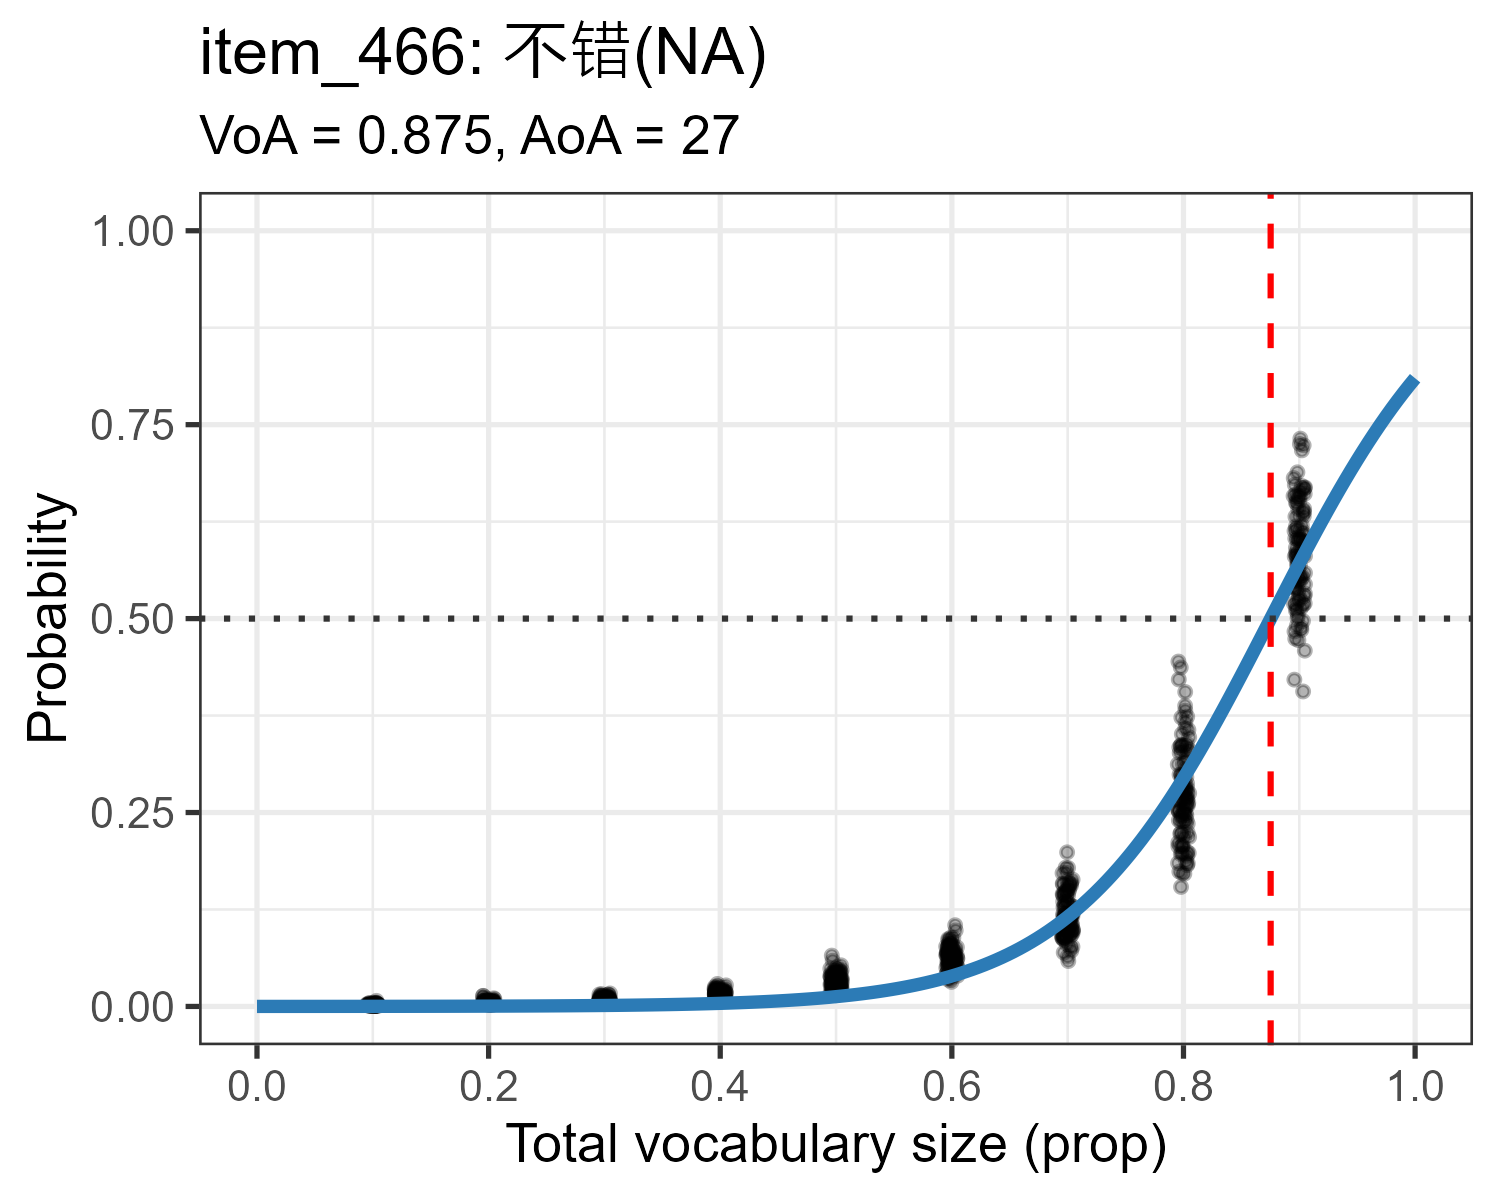 item_466: 不错(NA)
VoA = 0.875, AoA = 27
1.00
0.75
0.50
0.25
0.00
Probability
0.0 0.2 0.4 0.6 0.8 1.0
Total vocabulary size (prop)